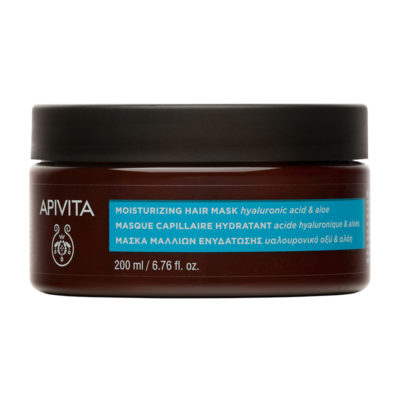 APIVITA
MOISTURIZING HAIR MASK hyaluronic acid & aloe
MASQUE CAPILLAIRE HYDRATANT acide hyaluronique & aloès
ΜΑΣΚΑ ΜΑΛΛΙΩΝ ΕΝΥΔΑΤΩΣΗΣ υαλουρονικό οξύ & αλόη
200 ml / 6.76 fl. oz.